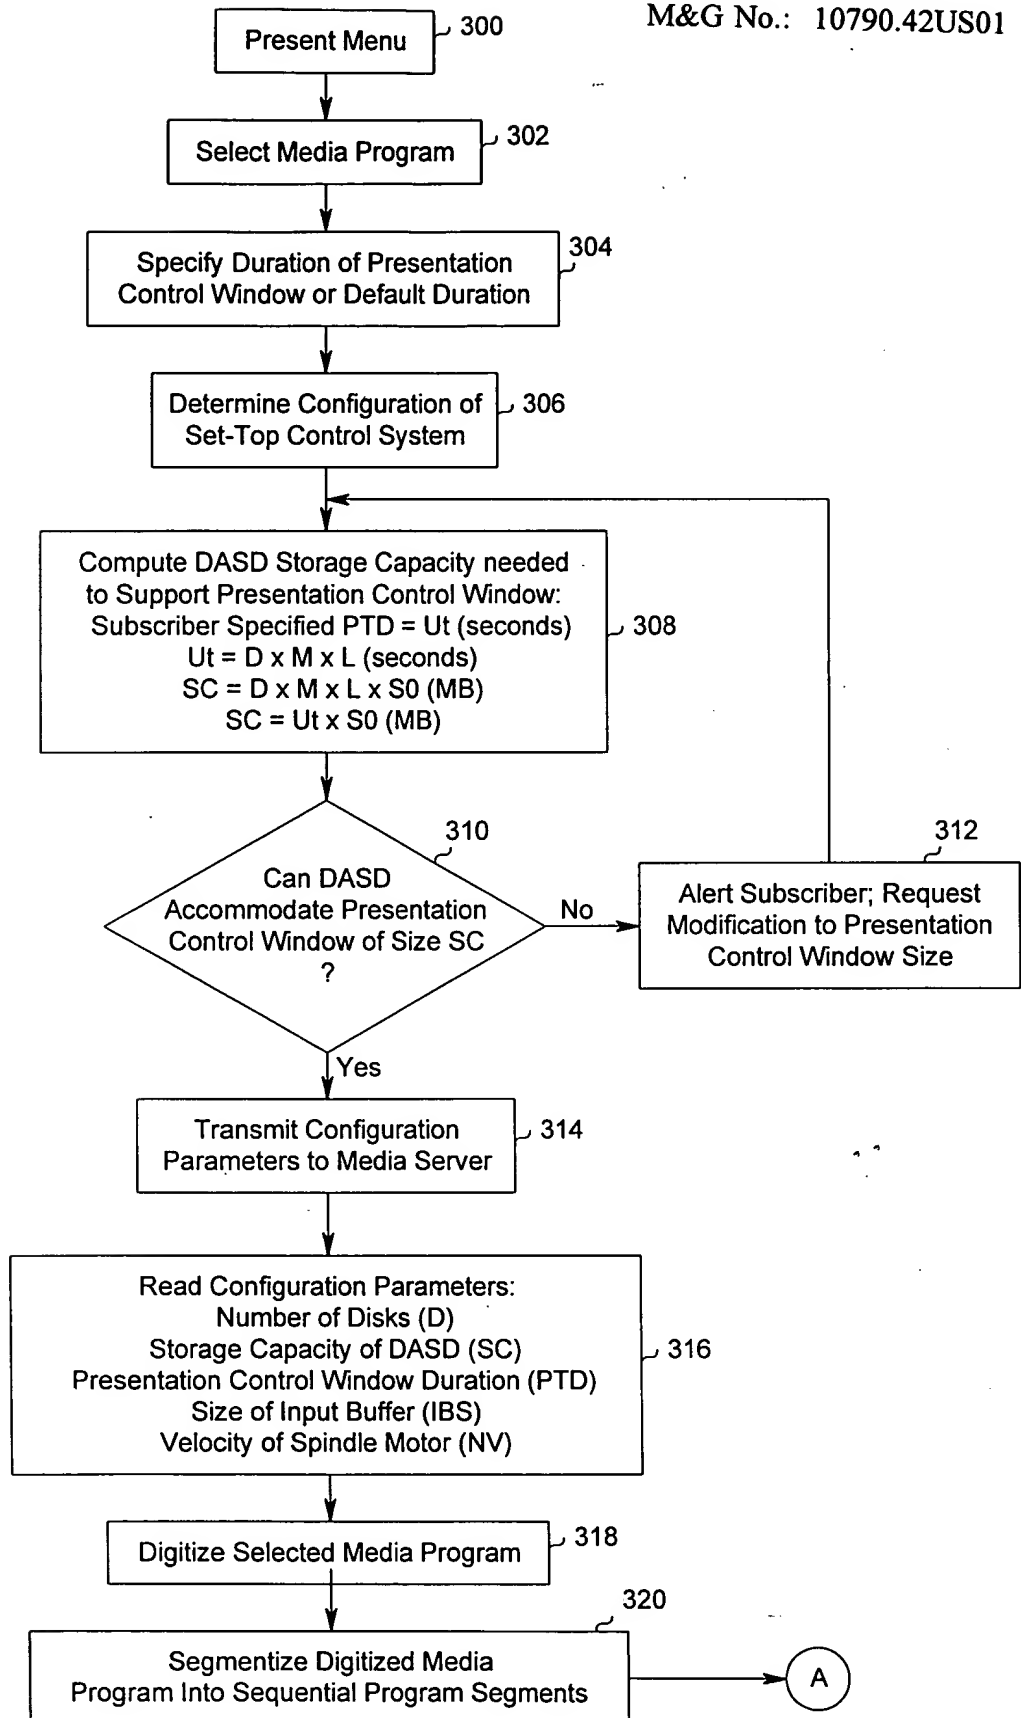 M&G No.: 10790.42US01
Present Menu
300
Select Media Program
302
Specify Duration of Presentation
Control Window or Default Duration
304
Determine Configuration of
Set-Top Control System
306
Compute DASD Storage Capacity needed
to Support Presentation Control Window:
Subscriber Specified PTD = Ut (seconds)
Ut = D x M x L (seconds)
SC = D x M x L x S0 (MB)
SC = Ut x S0 (MB)
308
310
Can DASD
Accommodate Presentation
Control Window of Size SC
?
No
312
Alert Subscriber; Request
Modification to Presentation
Control Window Size
Yes
Transmit Configuration
Parameters to Media Server
314
Read Configuration Parameters:
Number of Disks (D)
Storage Capacity of DASD (SC)
Presentation Control Window Duration (PTD)
Size of Input Buffer (IBS)
Velocity of Spindle Motor (NV)
316
Digitize Selected Media Program
318
320
Segmentize Digitized Media
Program Into Sequential Program Segments
A